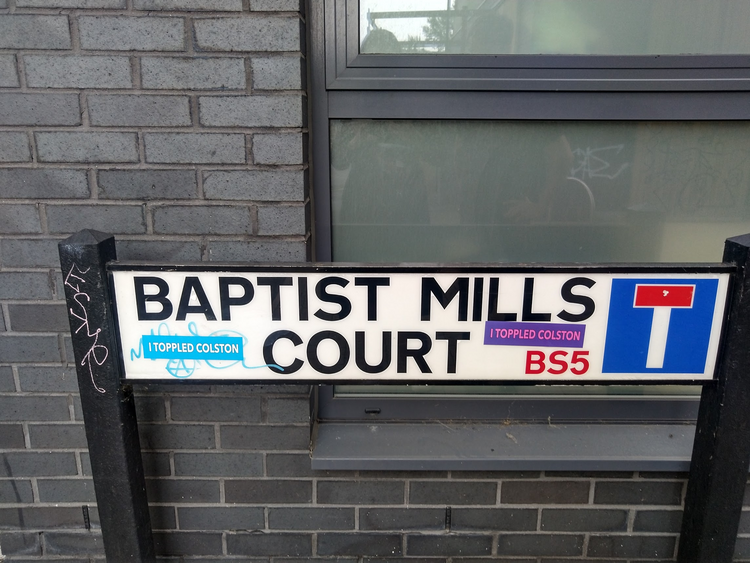 BAPTIST MILLS
I TOPPLED COLSTON
COURT
I TOPPLED COLSTON
BS5